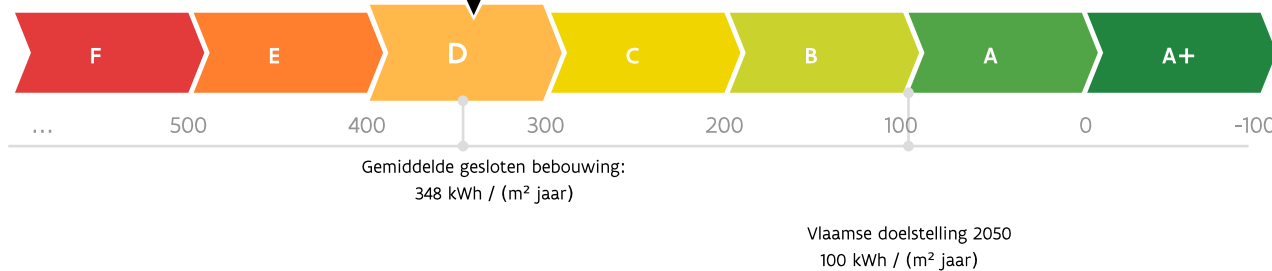 F E D C B A A+
... 500 400 300 200 100 0 -100
Gemiddelde gesloten bebouwing:
348 kWh / (m² jaar)
Vlaamse doelstelling 2050
100 kWh / (m² jaar)